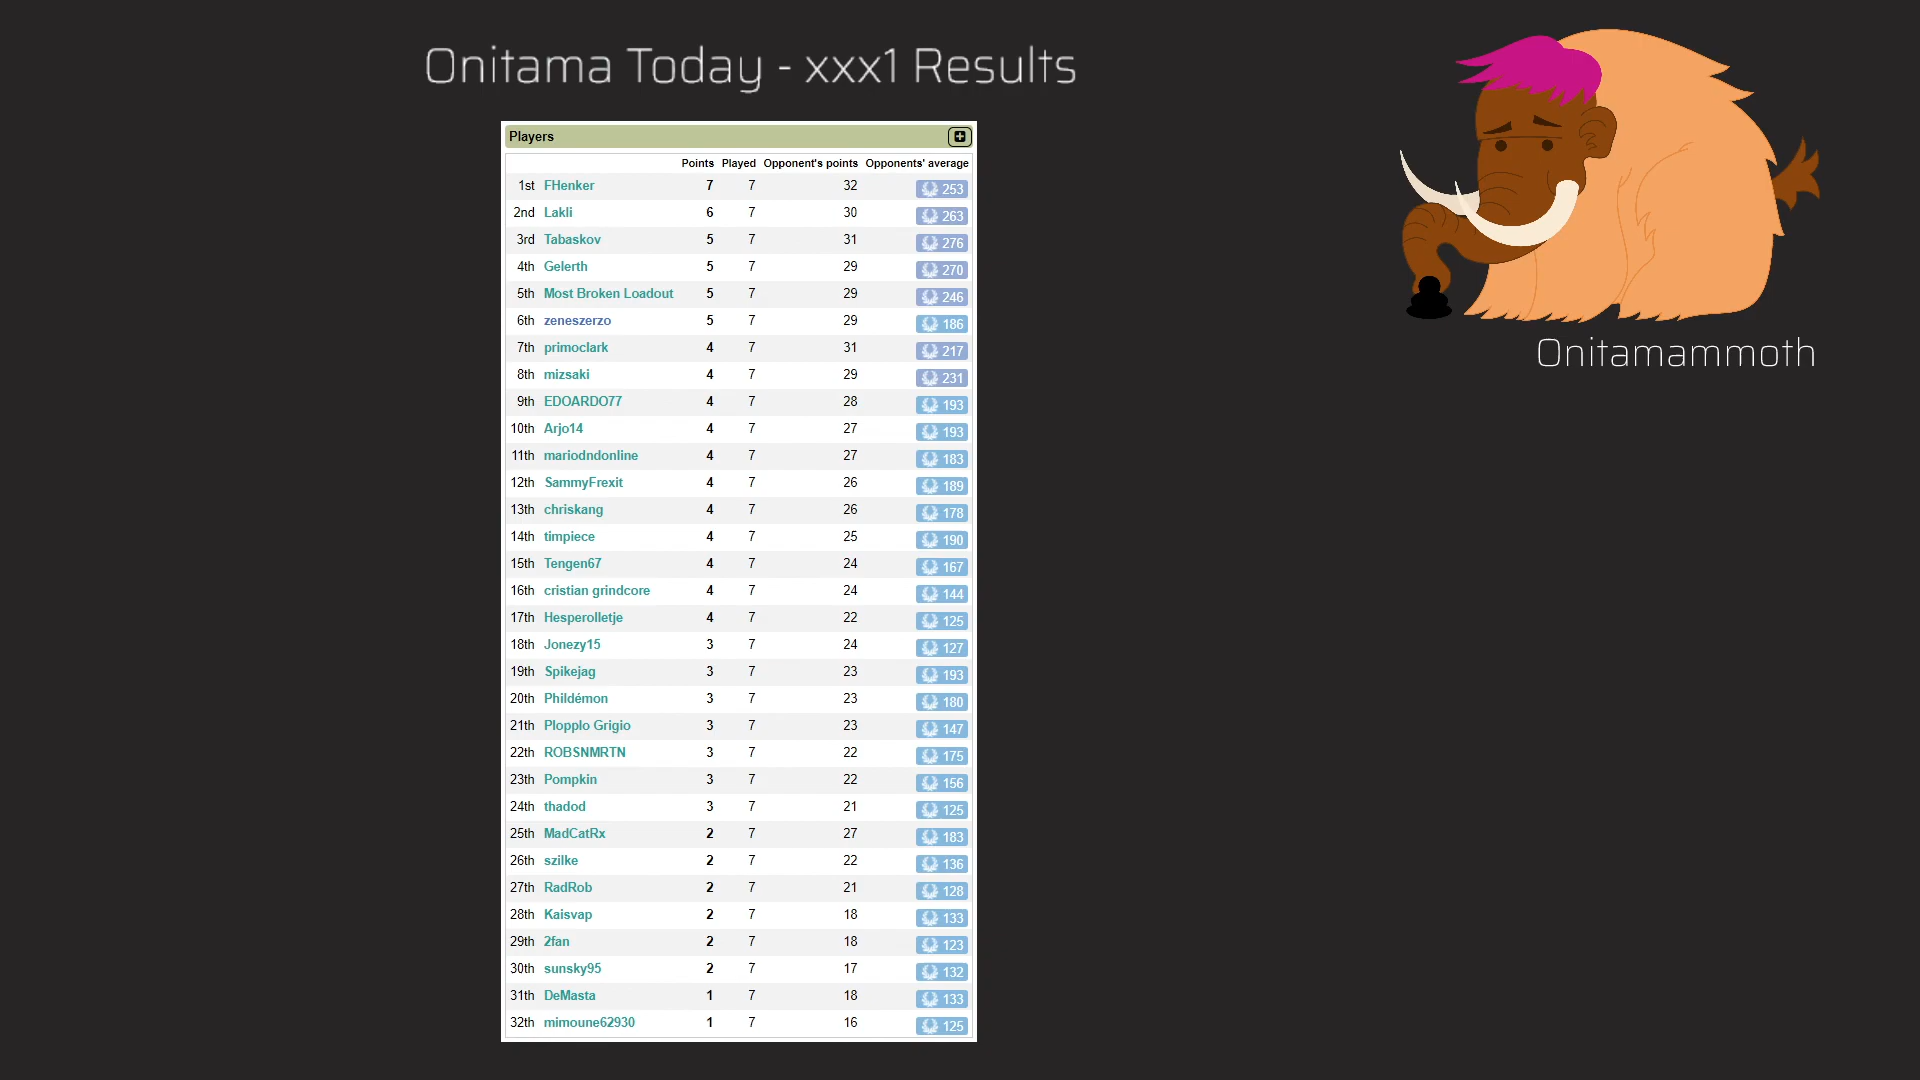 Onitama Today - xxx1 Results
Players
Points Played Opponent's points Opponents' average
1st FHenker 7 7 32 253
2nd Lakli 6 7 30 263
3rd Tabaskov 5 7 31 276
4th Gelerth 5 7 29 270
5th Most Broken Loadout 5 7 29 246
6th zeneszerzo 5 7 29 186
7th primoclark 4 7 31 217
8th mizsaki 4 7 29 231
9th EDOARDO77 4 7 28 193
10th Arjo14 4 7 27 193
11th mariodndonline 4 7 27 183
12th SammyFrexit 4 7 26 189
13th chriskang 4 7 26 178
14th timpiece 4 7 25 190
15th Tengen67 4 7 24 167
16th cristian grindcore 4 7 24 144
17th Hesperolletje 4 7 22 125
18th Jonezy15 3 7 24 127
19th Spikejag 3 7 23 193
20th Phildémon 3 7 23 180
21th Plopplo Grigio 3 7 23 147
22th ROBSNMRTN 3 7 22 175
23th Pompkin 3 7 22 156
24th thadod 3 7 21 125
25th MadCatRx 2 7 27 183
26th szilke 2 7 22 136
27th RadRob 2 7 21 128
28th Kaisvap 2 7 18 133
29th 2fan 2 7 18 123
30th sunsky95 2 7 17 132
31th DeMasta 1 7 18 133
32th mimoune62930 1 7 16 125
Onitamammoth